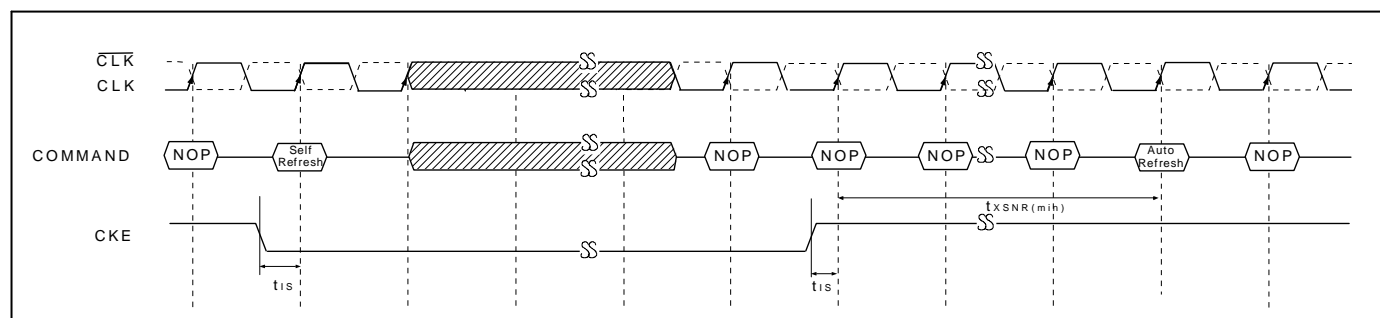 CLK
CLK
COMMAND
NOP Self Refresh NOP NOP NOP NOP Auto Refresh NOP
tXSNR(min)
CKE
tIS tIS